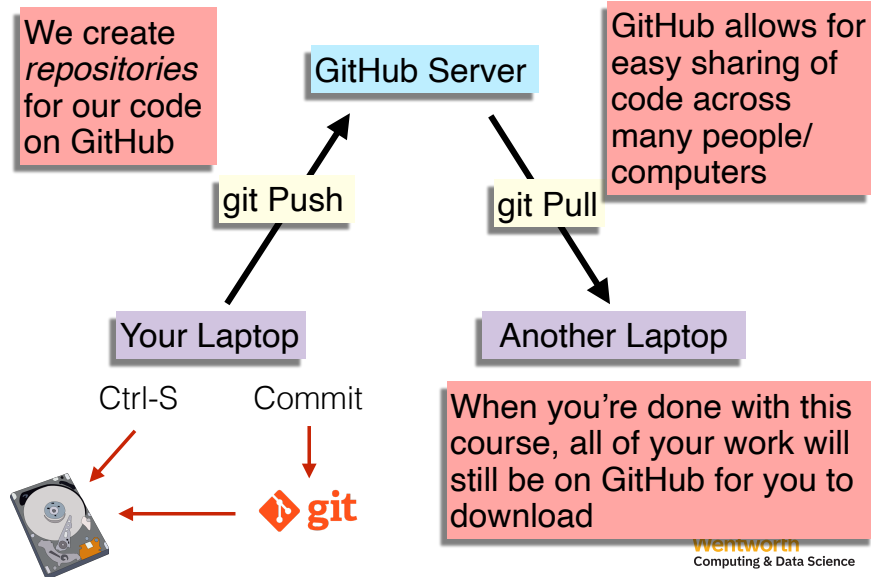 We create
repositories
for our code
on GitHub
GitHub Server
GitHub allows for
easy sharing of
code across
many people/
computers
git Push
git Pull
Your Laptop
Another Laptop
Ctrl-S
Commit
git
When you’re done with this
course, all of your work will
still be on GitHub for you to
download
Wentworth
Computing & Data Science